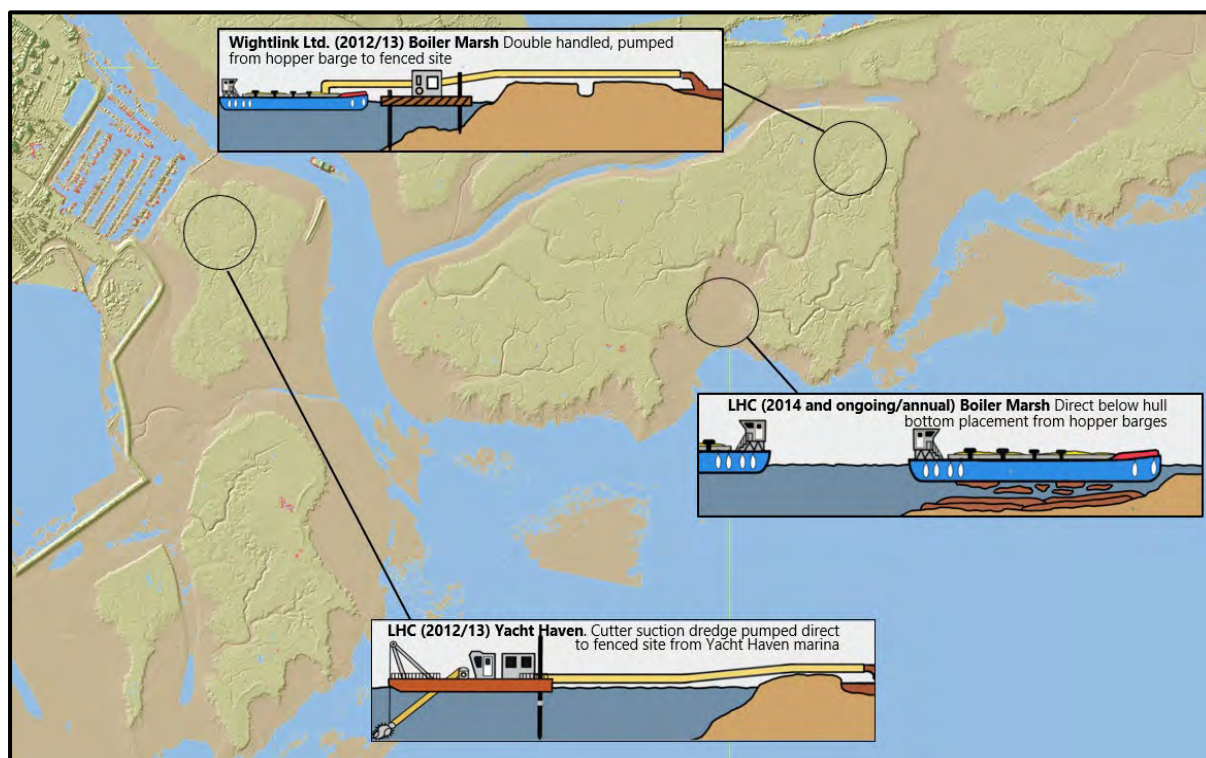 Wightlink Ltd. (2012/13) Boiler Marsh Double handled, pumped
from hopper barge to fenced site
LHC (2014 and ongoing/annual) Boiler Marsh Direct below hull
bottom placement from hopper barges
LHC (2012/13) Yacht Haven. Cutter suction dredge pumped direct
to fenced site from Yacht Haven marina